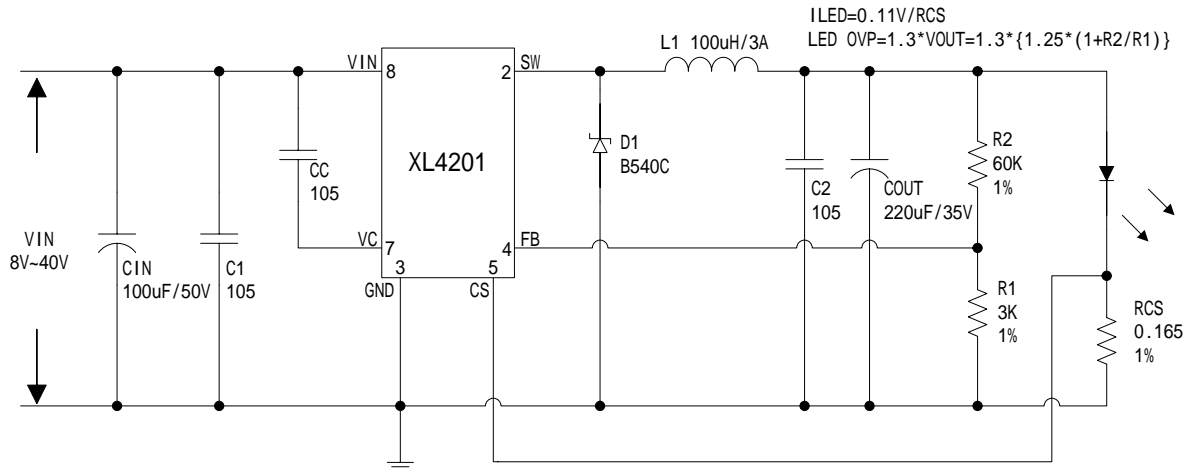 ILED=0.11V/RCS
LED OVP=1.3*VOUT=1.3*{1.25*(1+R2/R1)}
L1 100uH/3A
VIN
8
2
SW
XL4201
CC
105
D1
B540C
R2
60K
1%
C2
105
COUT
220uF/35V
VC
7
4
FB
VIN
8V~40V
CIN
100uF/50V
C1
105
3
GND
5
CS
R1
3K
1%
RCS
0.165
1%